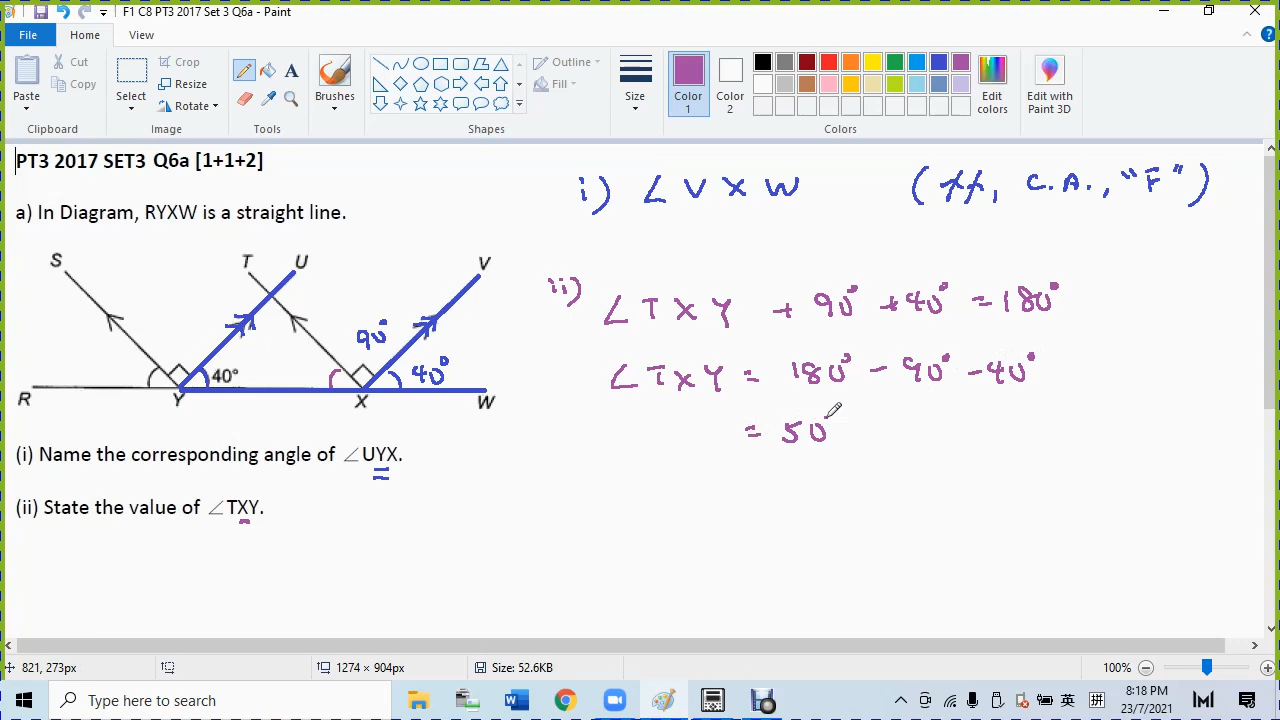 F1 C8 PT3 2017 Set 3 Q6a - Paint
File Home View
Paste Cut Copy Clipboard
Select Crop Resize Rotate Image
A Tools
Brushes
Outline Fill Shapes
Size
Color 1 Color 2 Edit colors Colors
Edit with Paint 3D
PT3 2017 SET3 Q6a [1+1+2]
a) In Diagram, RYXW is a straight line.
S T U V
90°
40° 40°
R Y X W
(i) Name the corresponding angle of ∠UYX.
(ii) State the value of ∠TXY.
i) ∠VXW (//, C.A., "F")
ii) ∠TXY + 90° + 40° = 180°
∠TXY = 180° - 90° - 40°
= 50°
821, 273px 1274 × 904px Size: 52.6KB 100%
Type here to search
英 拼
8:18 PM
23/7/2021